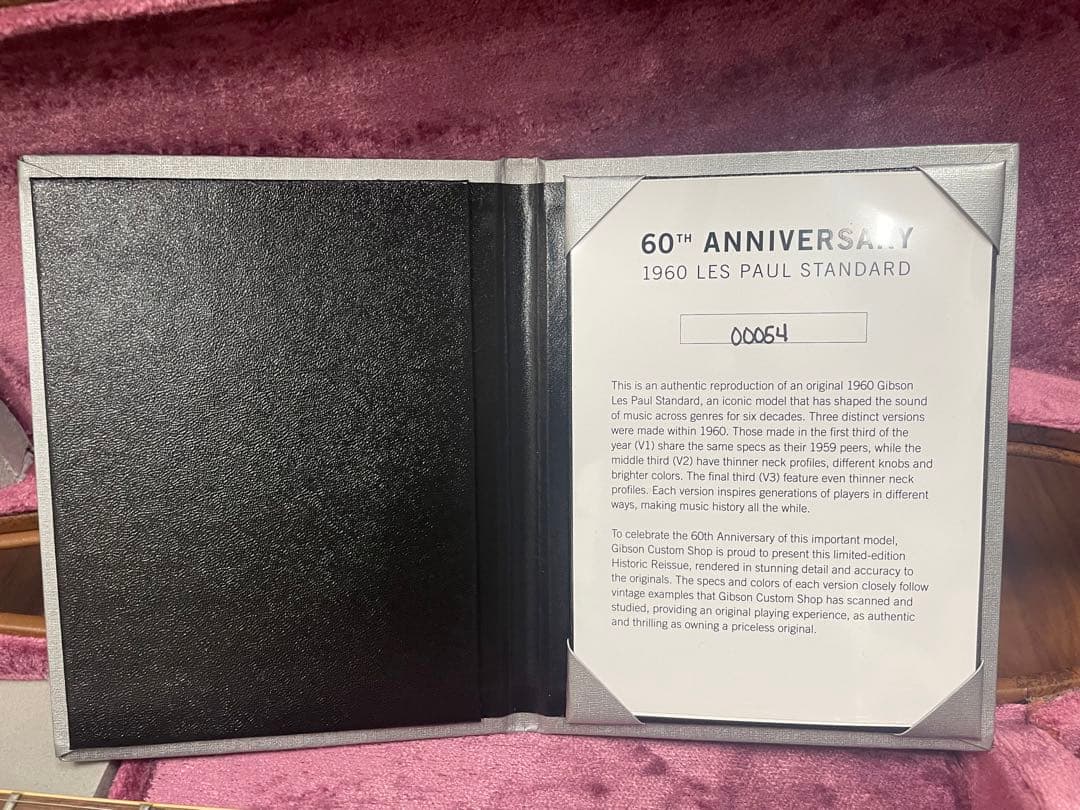 60TH ANNIVERSARY
1960 LES PAUL STANDARD
00054
This is an authentic reproduction of an original 1960 Gibson
Les Paul Standard, an iconic model that has shaped the sound
of music across genres for six decades. Three distinct versions
were made within 1960. Those made in the first third of the
year (V1) share the same specs as their 1959 peers, while the
middle third (V2) have thinner neck profiles, different knobs and
brighter colors. The final third (V3) feature even thinner neck
profiles. Each version inspires generations of players in different
ways, making music history all the while.
To celebrate the 60th Anniversary of this important model,
Gibson Custom Shop is proud to present this limited-edition
Historic Reissue, rendered in stunning detail and accuracy to
the originals. The specs and colors of each version closely follow
vintage examples that Gibson Custom Shop has scanned and
studied, providing an original playing experience, as authentic
and thrilling as owning a priceless original.